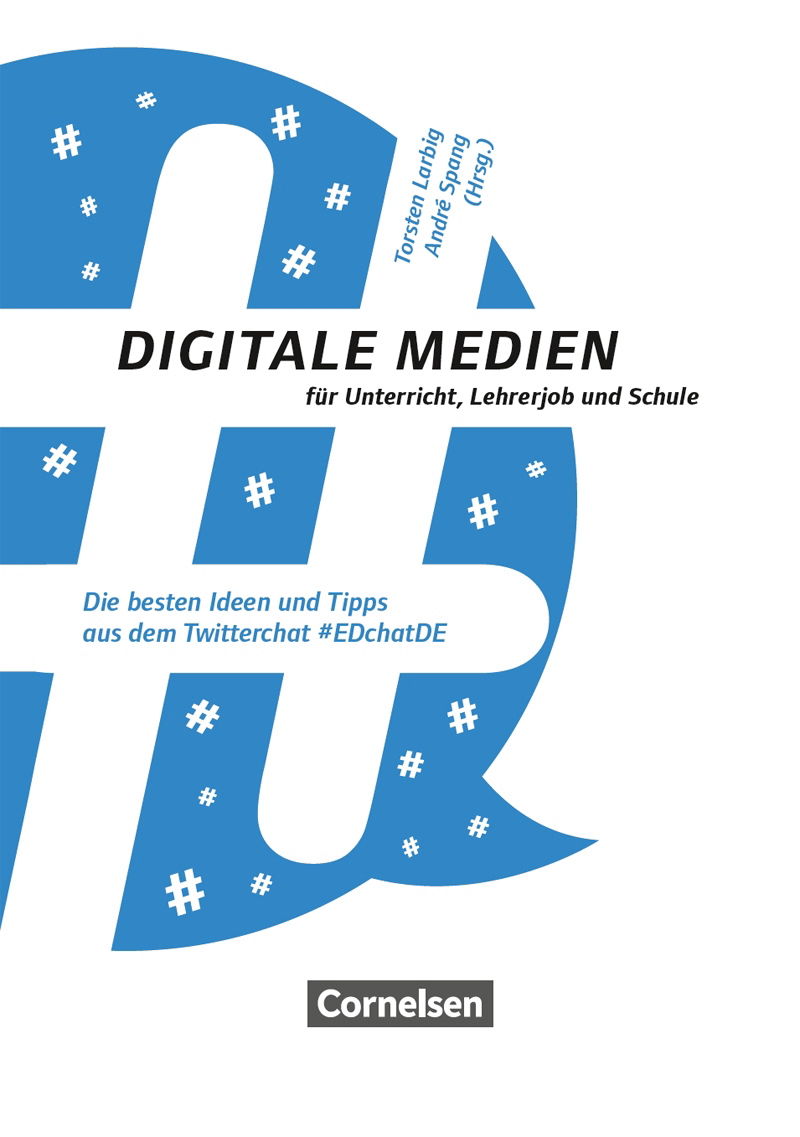 Torsten Larbig
André Spang
(Hrsg.)
DIGITALE MEDIEN
für Unterricht, Lehrerjob und Schule
Die besten Ideen und Tipps
aus dem Twitterchat #EDchatDE
Cornelsen